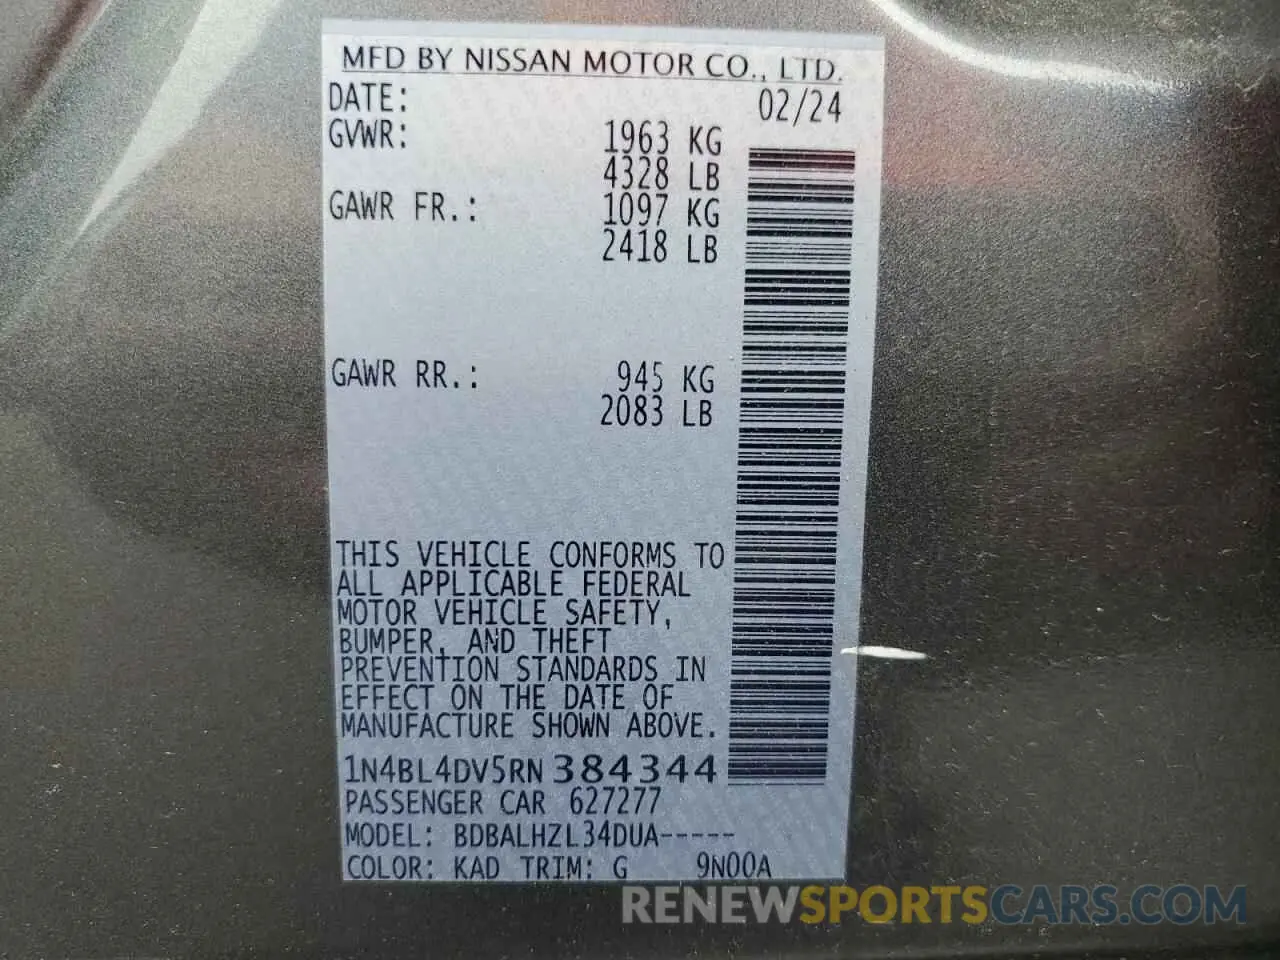 MFD BY NISSAN MOTOR CO., LTD.
DATE: 02/24
GVWR: 1963 KG
4328 LB
GAWR FR.: 1097 KG
2418 LB
GAWR RR.: 945 KG
2083 LB
THIS VEHICLE CONFORMS TO
ALL APPLICABLE FEDERAL
MOTOR VEHICLE SAFETY,
BUMPER, AND THEFT
PREVENTION STANDARDS IN
EFFECT ON THE DATE OF
MANUFACTURE SHOWN ABOVE.
1N4BL4DV5RN384344
PASSENGER CAR 627277
MODEL: BDBALHZL34DUA-----
COLOR: KAD TRIM: G 9N00A
RENEWSPORTSCARS.COM